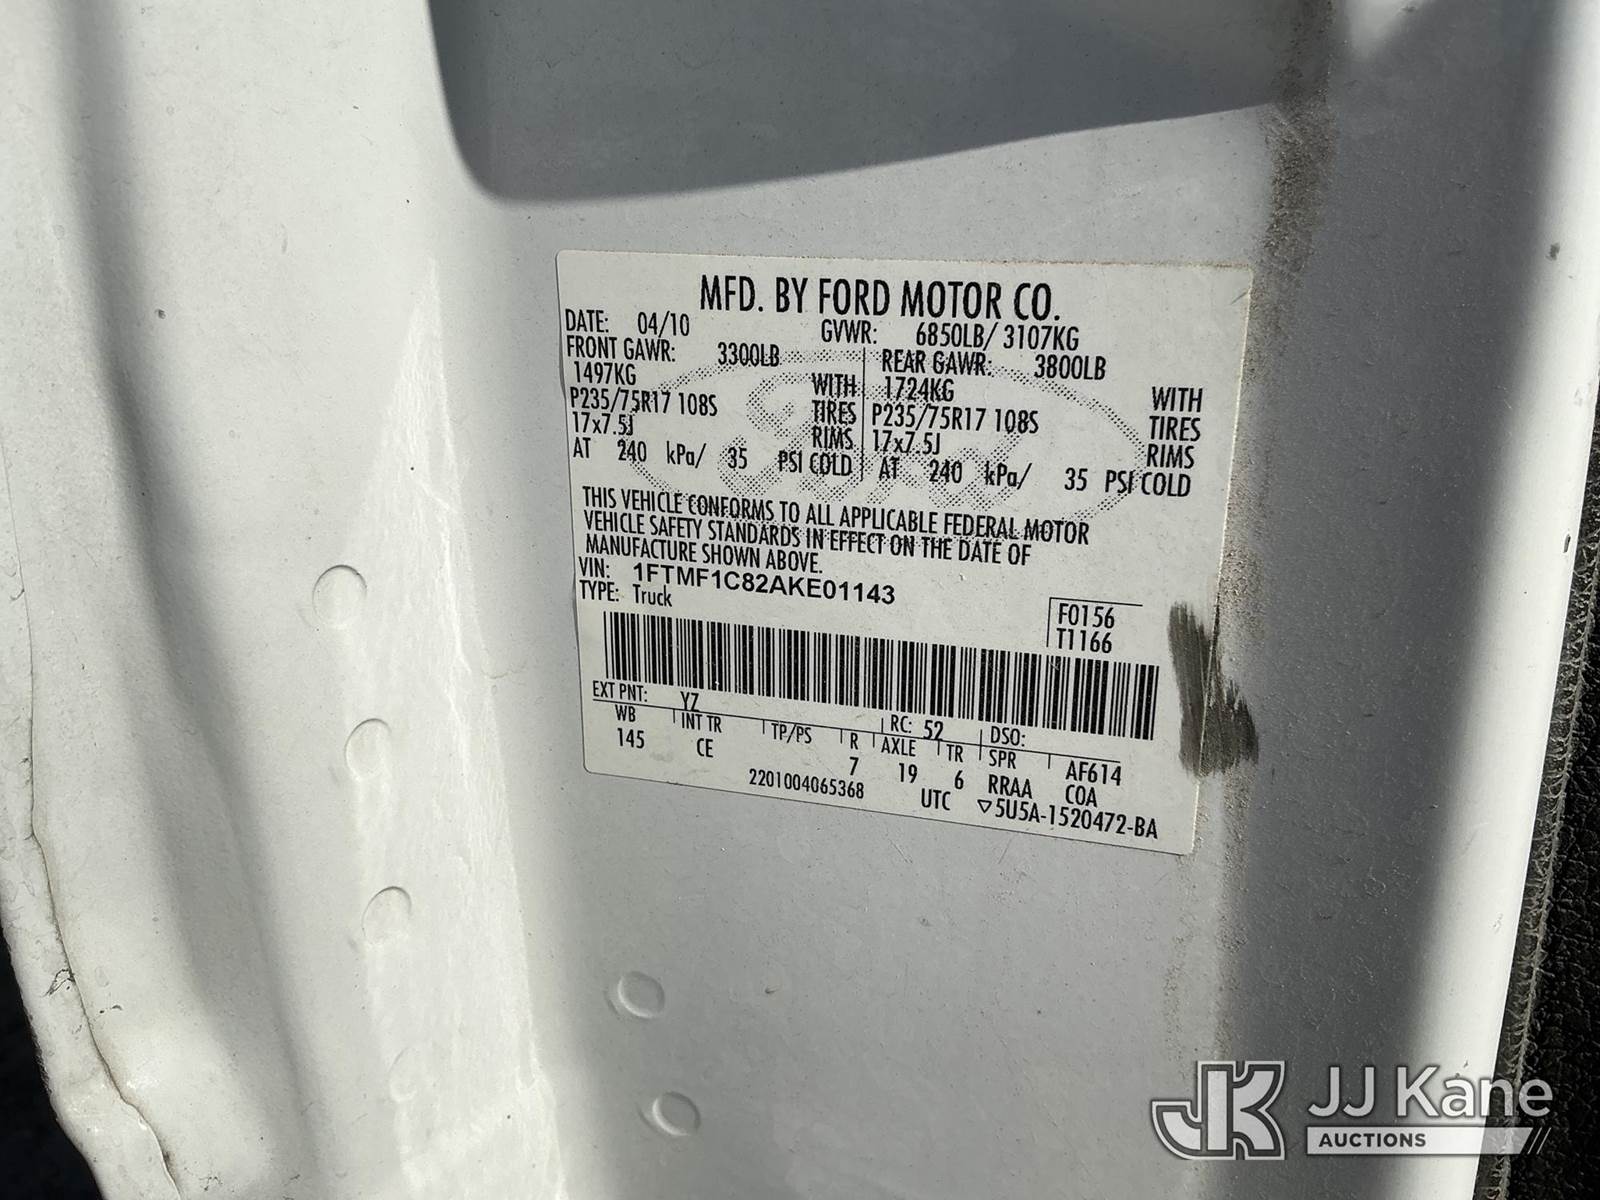 MFD. BY FORD MOTOR CO.
DATE: 04/10 GVWR: 6850LB/ 3107KG
FRONT GAWR: 3300LB REAR GAWR: 3800LB
1497KG WITH 1724KG WITH
P235/75R17 108S TIRES P235/75R17 108S TIRES
17x7.5J RIMS 17x7.5J RIMS
AT 240 kPa/ 35 PSI COLD AT 240 kPa/ 35 PSI COLD
THIS VEHICLE CONFORMS TO ALL APPLICABLE FEDERAL MOTOR
VEHICLE SAFETY STANDARDS IN EFFECT ON THE DATE OF
MANUFACTURE SHOWN ABOVE.
VIN: 1FTMF1C82AKE01143
TYPE: Truck
F0156
T1166
EXT PNT: YZ RC: 52 DSO:
WB INT TR TP/PS R AXLE TR SPR AF614
145 CE 7 19 6 RRAA COA
2201004065368 UTC ▽5U5A-1520472-BA
JK JJ Kane
AUCTIONS